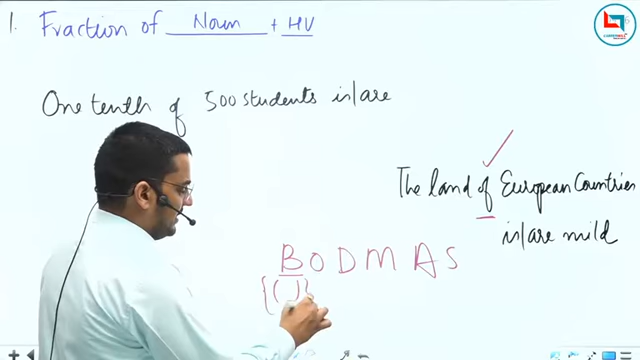 1. Fraction of Noun + HV
One tenth of 500 students is/are
The land of European Countries
is/are mild
BODMAS
{( )}